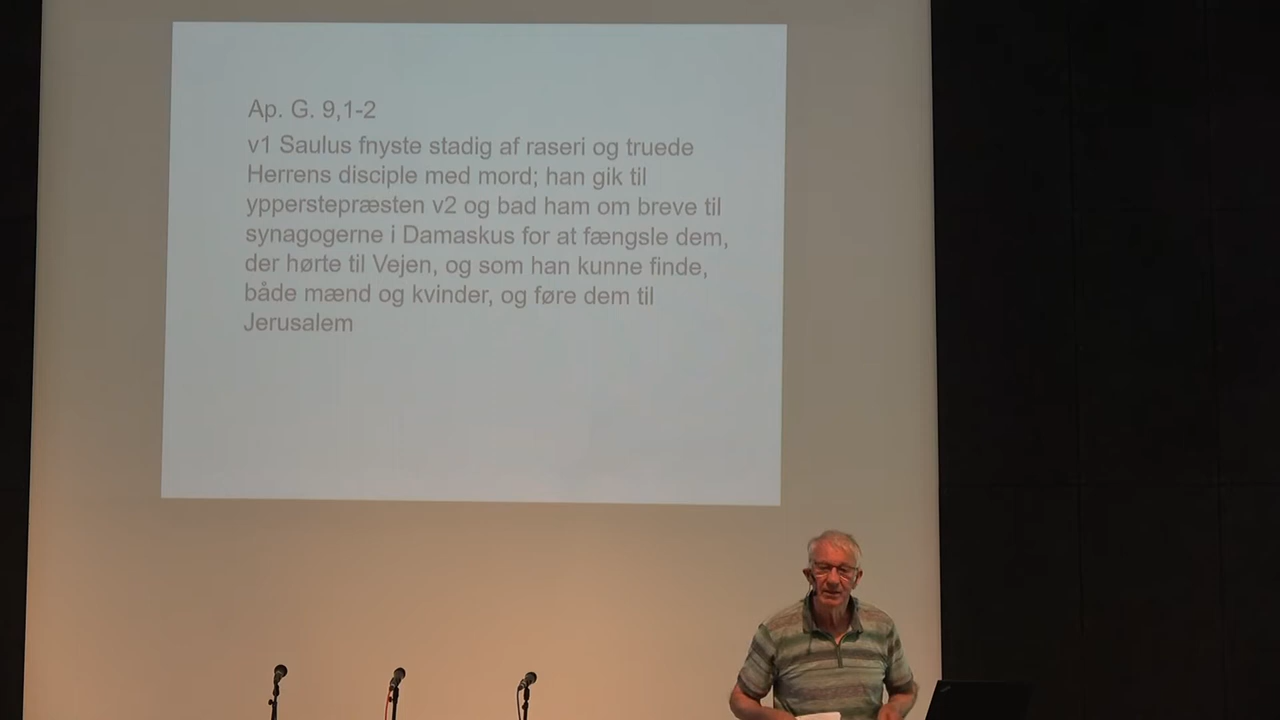 Ap. G. 9,1-2
v1 Saulus fnyste stadig af raseri og truede
Herrens disciple med mord; han gik til
ypperstepræsten v2 og bad ham om breve til
synagogerne i Damaskus for at fængsle dem,
der hørte til Vejen, og som han kunne finde,
både mænd og kvinder, og føre dem til
Jerusalem